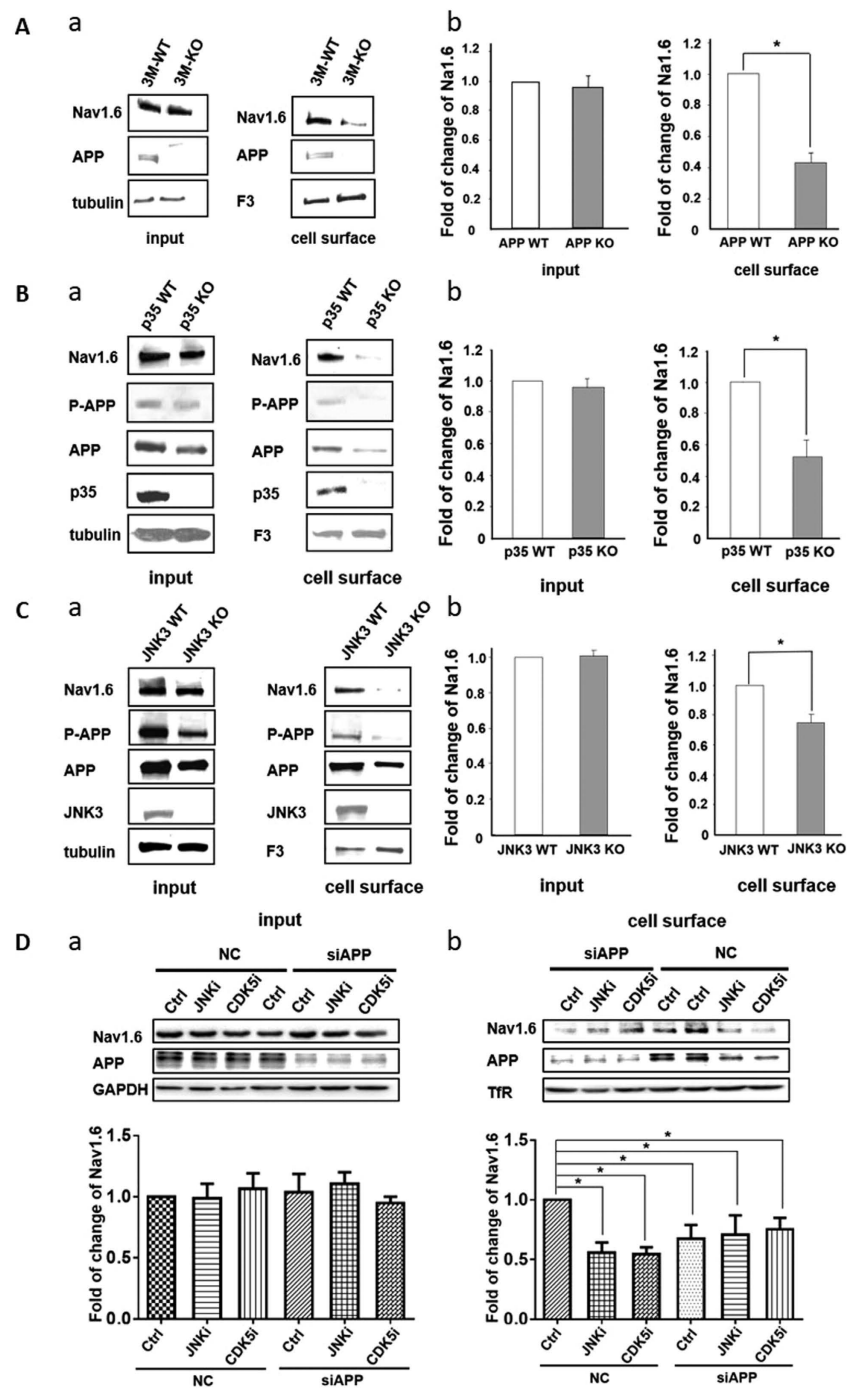 A
a
3M-WT 3M-KO
Nav1.6
APP
tubulin
input
3M-WT 3M-KO
Nav1.6
APP
F3
cell surface
b
Fold of change of Na1.6
1.2
1.0
0.8
0.6
0.4
0.2
0
APP WT APP KO
input
Fold of change of Na1.6
1.2
1.0
0.8
0.6
0.4
0.2
0
*
APP WT APP KO
cell surface
B
a
p35 WT p35 KO
Nav1.6
P-APP
APP
p35
tubulin
input
p35 WT p35 KO
Nav1.6
P-APP
APP
p35
F3
cell surface
b
Fold of change of Na1.6
1.2
1.0
0.8
0.6
0.4
0.2
0
p35 WT p35 KO
input
Fold of change of Na1.6
1.2
1.0
0.8
0.6
0.4
0.2
0
*
p35 WT p35 KO
cell surface
C
a
JNK3 WT JNK3 KO
Nav1.6
P-APP
APP
JNK3
tubulin
input
JNK3 WT JNK3 KO
Nav1.6
P-APP
APP
JNK3
F3
cell surface
b
Fold of change of Na1.6
1.0
0.8
0.6
0.4
0.2
0
JNK3 WT JNK3 KO
input
Fold of change of Na1.6
1.2
1.0
0.8
0.6
0.4
0.2
0
*
JNK3 WT JNK3 KO
cell surface
D
a
input
NC siAPP
Ctrl JNKi CDK5i Ctrl Ctrl JNKi CDK5i
Nav1.6
APP
GAPDH
Fold of change of Nav1.6
1.5
1.0
0.5
0.0
Ctrl JNKi CDK5i Ctrl JNKi CDK5i
NC siAPP
b
cell surface
siAPP NC
Ctrl JNKi CDK5i Ctrl Ctrl JNKi CDK5i
Nav1.6
APP
TfR
Fold of change of Nav1.6
1.5
1.0
0.5
0.0
*
*
*
*
*
Ctrl JNKi CDK5i Ctrl JNKi CDK5i
NC siAPP